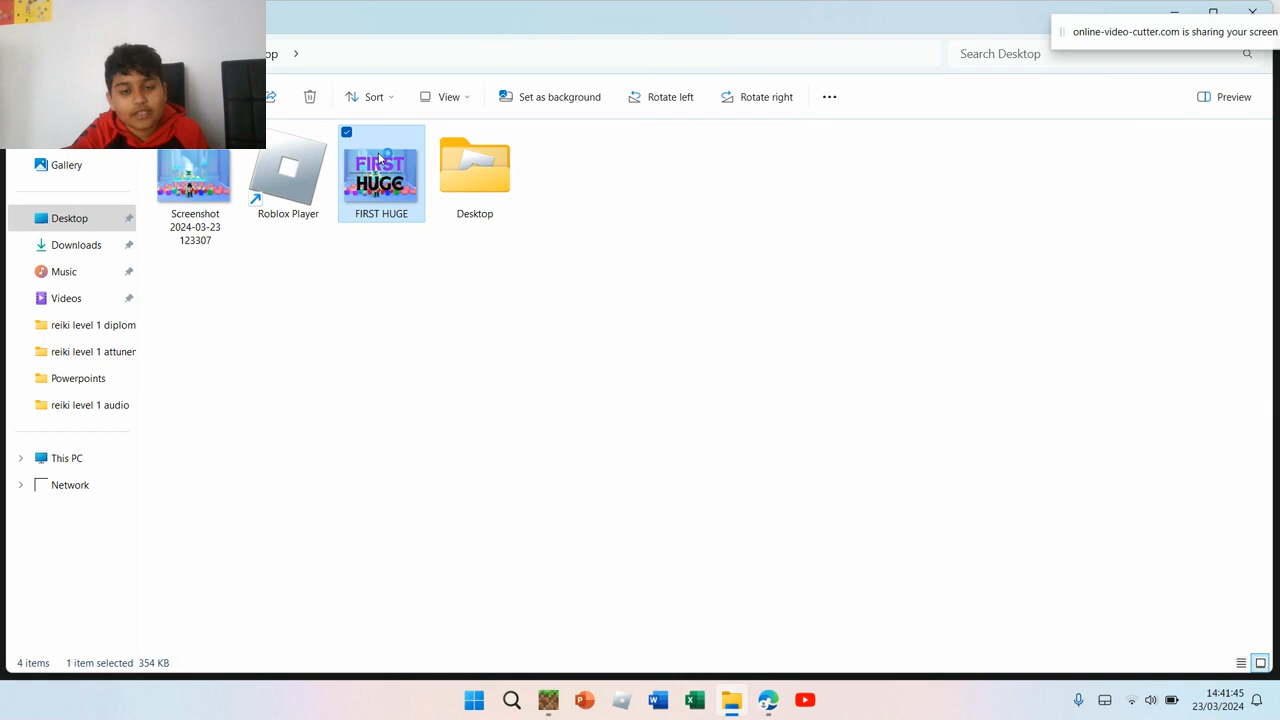 online-video-cutter.com is sharing your screen
op
Search Desktop
Sort
View
Set as background
Rotate left
Rotate right
Preview
Gallery
Desktop
Downloads
Music
Videos
reiki level 1 diplom
reiki level 1 attuner
Powerpoints
reiki level 1 audio
This PC
Network
FIRST
HUGE
Screenshot
2024-03-23
123307
Roblox Player
FIRST HUGE
Desktop
4 items
1 item selected
354 KB
14:41:45
23/03/2024